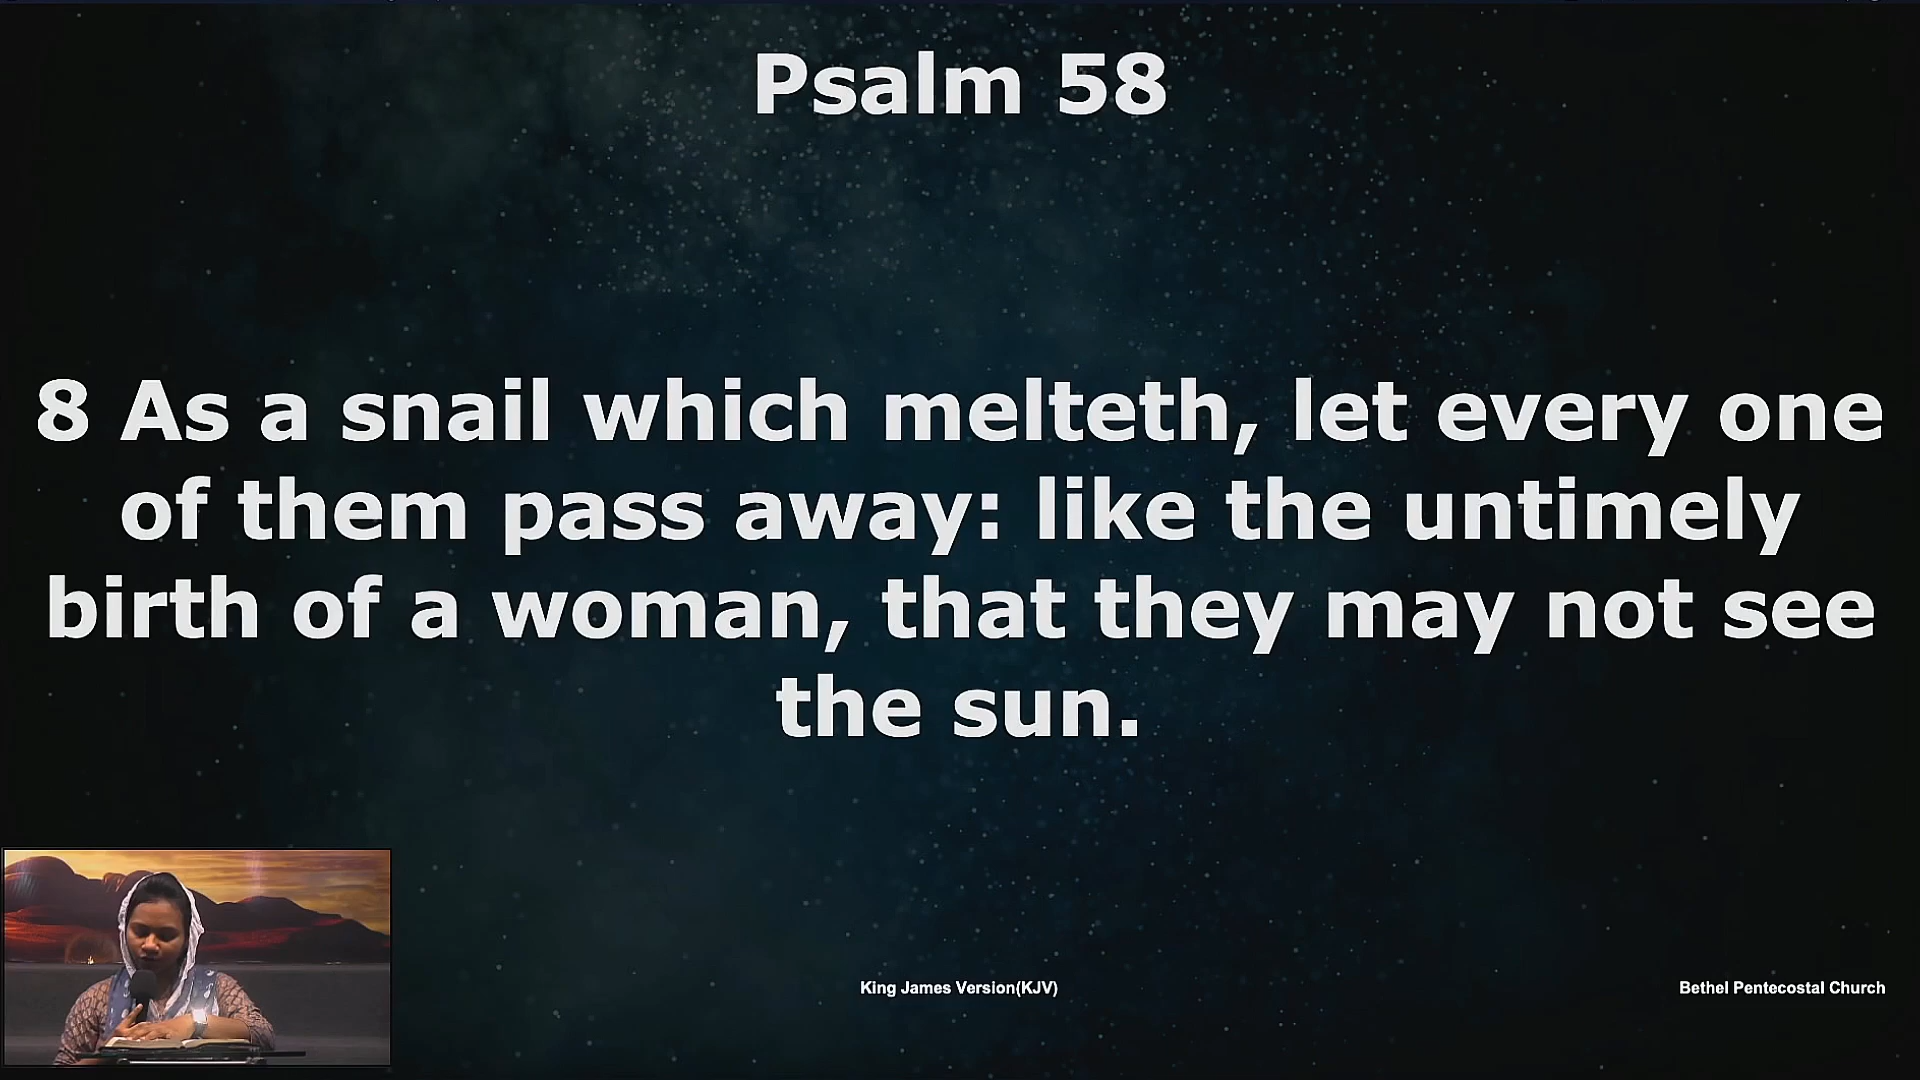 Psalm 58
8 As a snail which melteth, let every one
of them pass away: like the untimely
birth of a woman, that they may not see
the sun.
King James Version(KJV)
Bethel Pentecostal Church